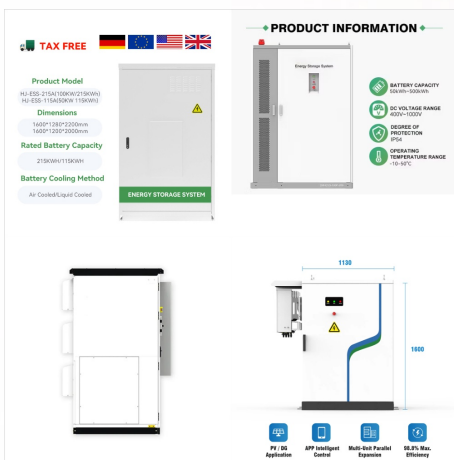 TAX FREE
Product Model
HJ-ESS-215A(100KW/215KWh)
HJ-ESS-115A(50KW 115KWh)
Dimensions
1600*1280*2200mm
1600*1200*2000mm
Rated Battery Capacity
215KWH/115KWH
Battery Cooling Method
Air Cooled/Liquid Cooled
ENERGY STORAGE SYSTEM
PRODUCT INFORMATION
Energy Storage System
BATTERY CAPACITY
50kWh~500kWh
DC VOLTAGE RANGE
400V~1000V
DEGREE OF
PROTECTION
IP54
OPERATING
TEMPERATURE RANGE
-10~50°C
1130
1600
PV / DG
Application
APP Intelligent
Control
Multi-Unit Parallel
Expansion
98.8% Max.
Efficiency